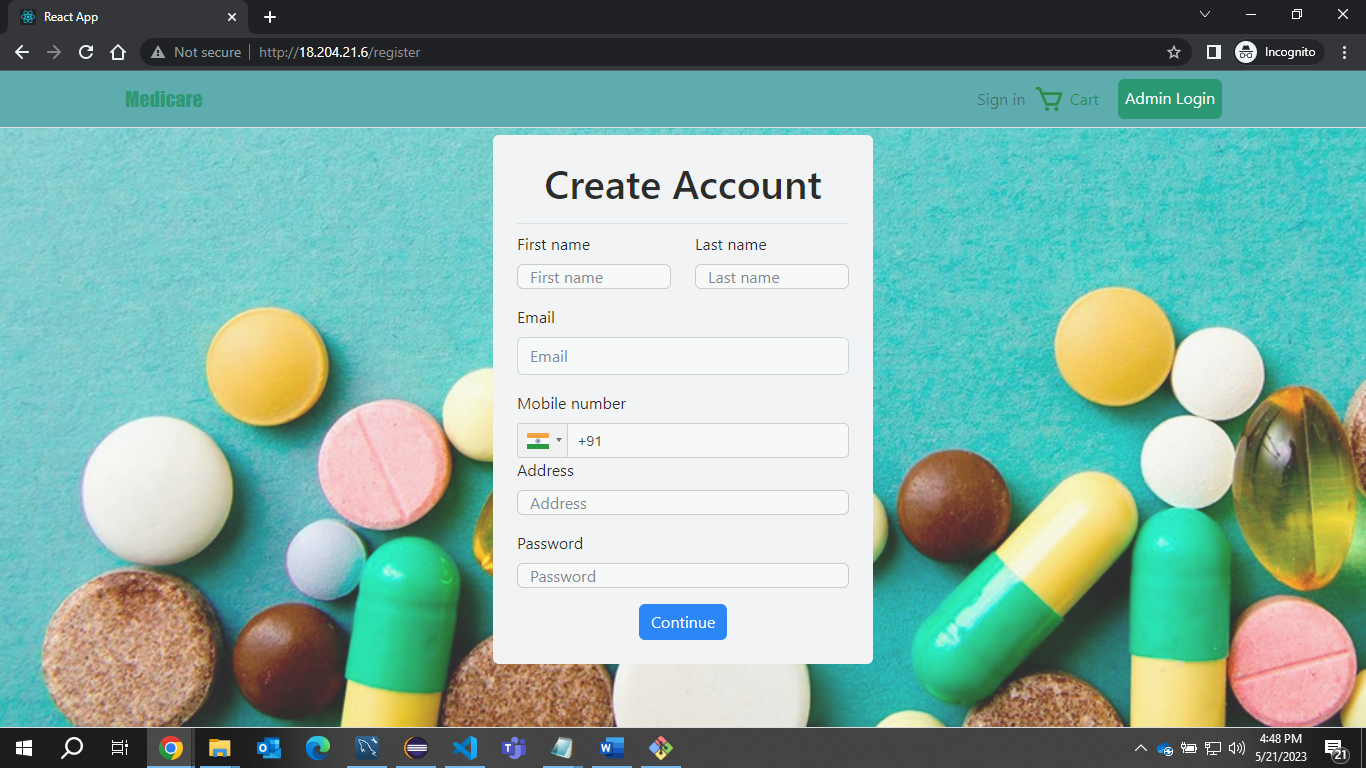 React App
Not secure
http://18.204.21.6/register
Incognito
Medicare
Sign in
Cart
Admin Login
Create Account
First name
Last name
First name
Last name
Email
Email
Mobile number
+91
Address
Address
Password
Password
Continue
4:48 PM
5/21/2023
21